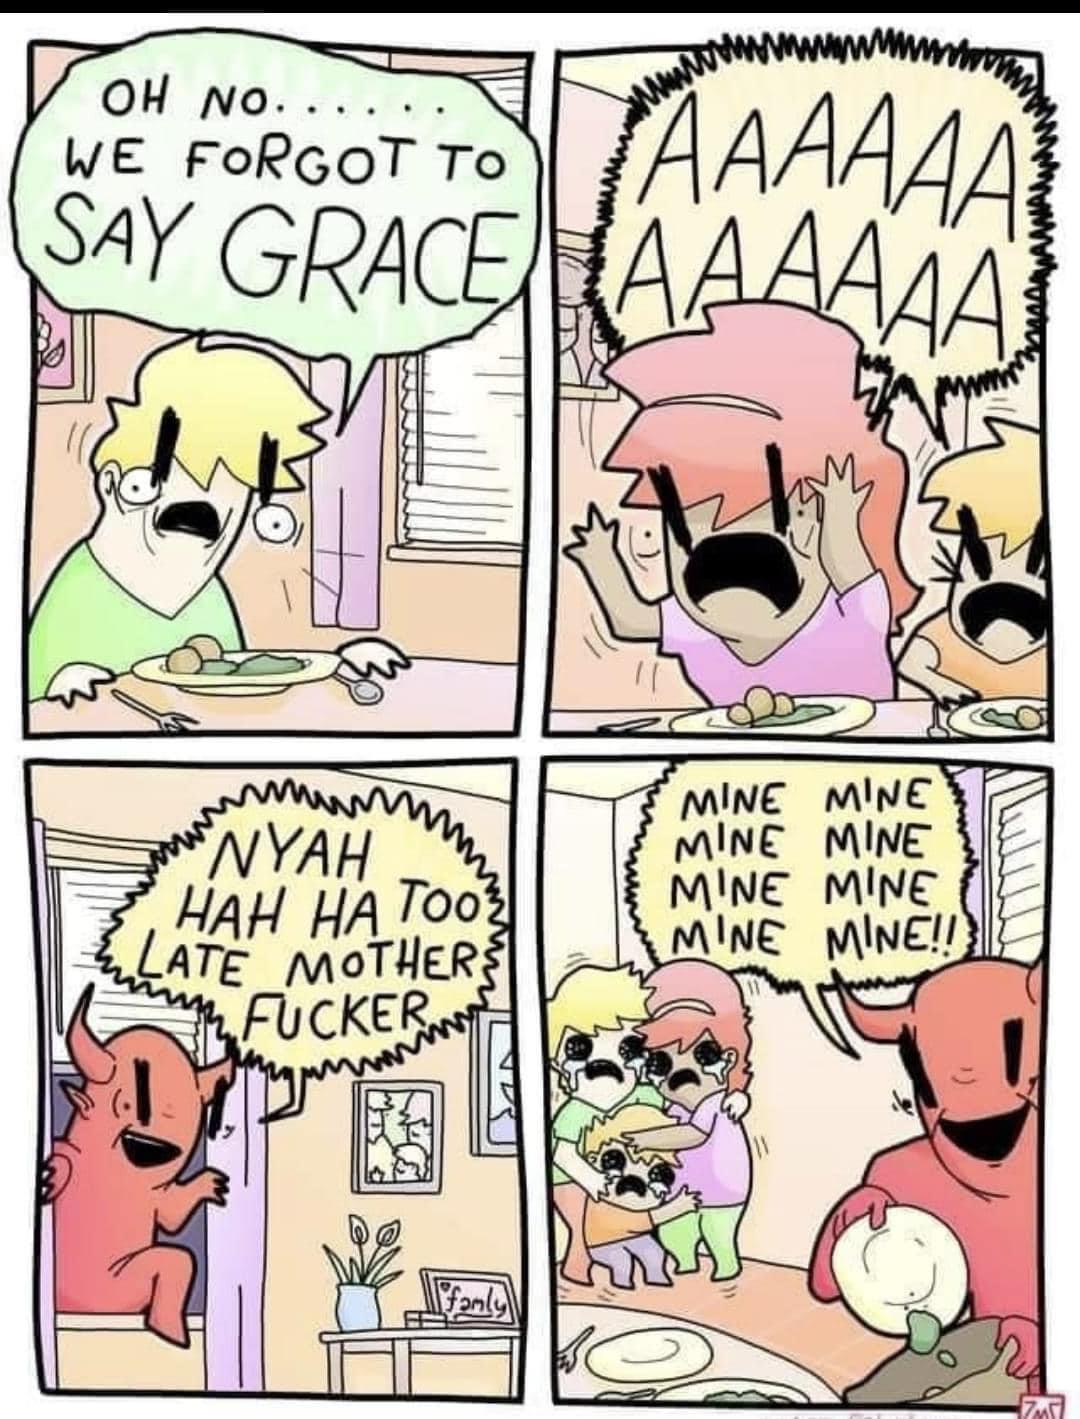 OH NO......
WE FORGOT TO
SAY GRACE
AAAAAA
AAAAAA
NYAH
HAH HA TOO
LATE MOTHER
FUCKER
famly
MINE MINE
MINE MINE
MINE MINE
MINE MINE!!